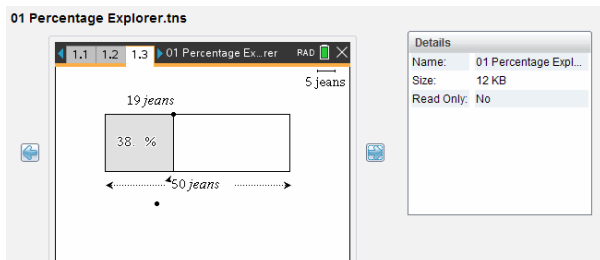 01 Percentage Explorer.tns
1.1 1.2 1.3 01 Percentage Ex...rer RAD
5 jeans
19 jeans
38. %
50 jeans
Details
Name: 01 Percentage Expl...
Size: 12 KB
Read Only: No